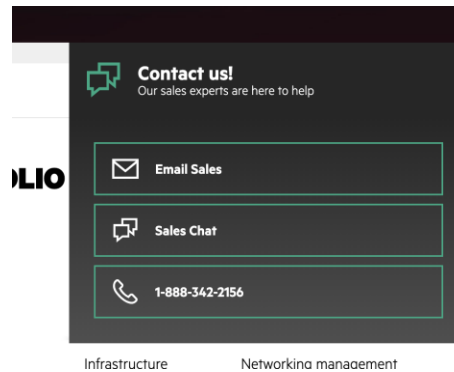 Contact us!
Our sales experts are here to help
OLIO
Email Sales
Sales Chat
1-888-342-2156
Infrastructure Networking management